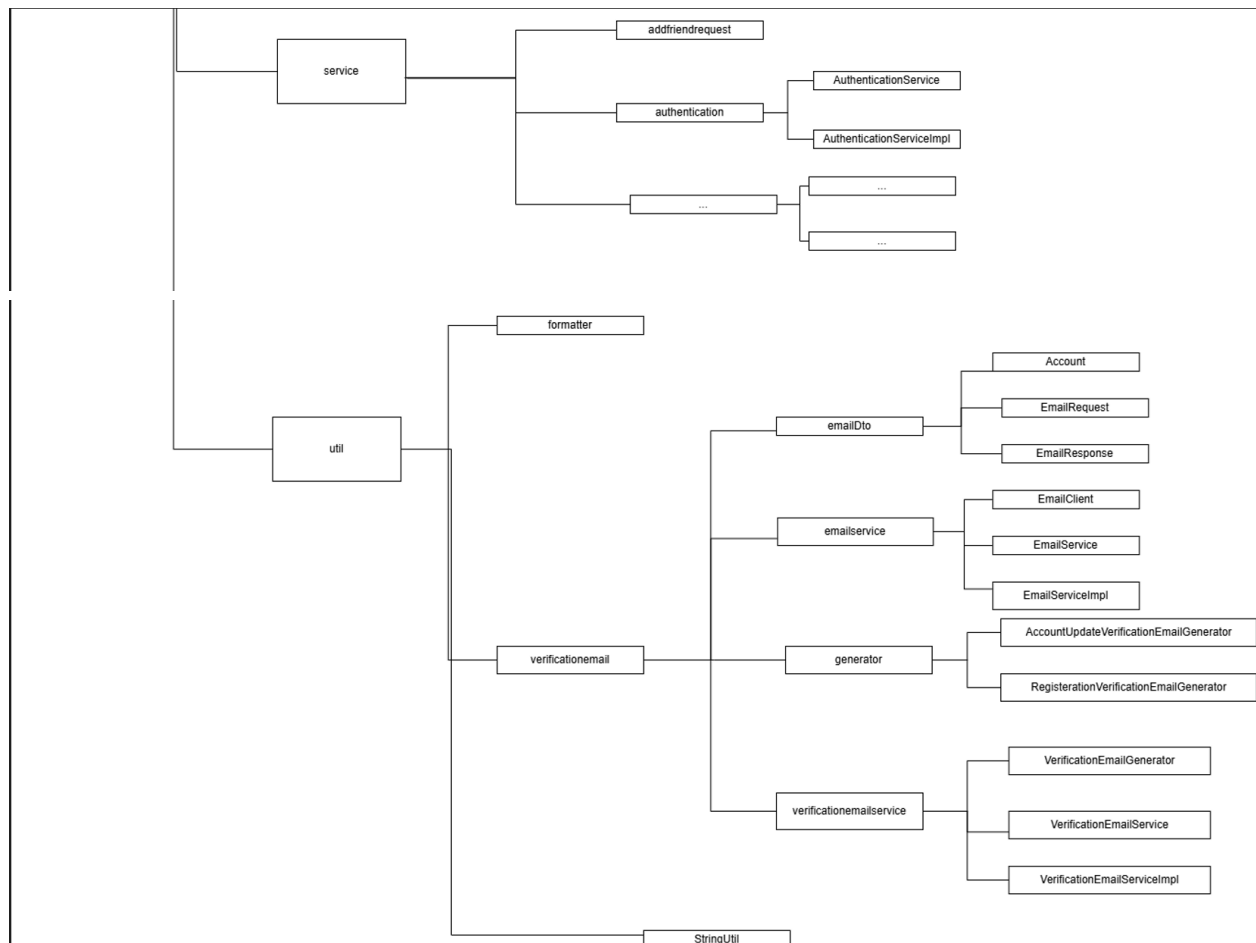 addfriendrequest
service
AuthenticationService
authentication
AuthenticationServiceImpl
...
...
...
formatter
Account
EmailRequest
emailDto
util
EmailResponse
EmailClient
emailservice
EmailService
EmailServiceImpl
AccountUpdateVerificationEmailGenerator
verificationemail
generator
RegisterationVerificationEmailGenerator
VerificationEmailGenerator
verificationemailservice
VerificationEmailService
VerificationEmailServiceImpl
StringUtil